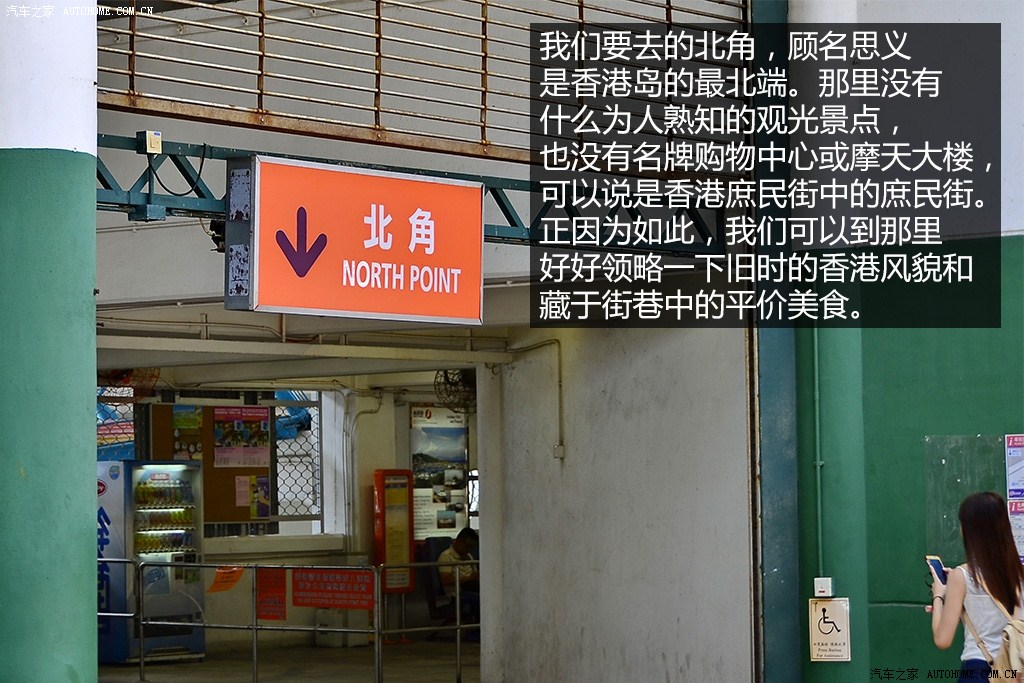 汽车之家 AUTOHOME.COM.CN
我们要去的北角，顾名思义
是香港岛的最北端。那里没有
什么为人熟知的观光景点，
也没有名牌购物中心或摩天大楼，
可以说是香港庶民街中的庶民街。
正因为如此，我们可以到那里
好好领略一下旧时的香港风貌和
藏于街巷中的平价美食。
北角
NORTH POINT
汽车之家 AUTOHOME.COM.CN